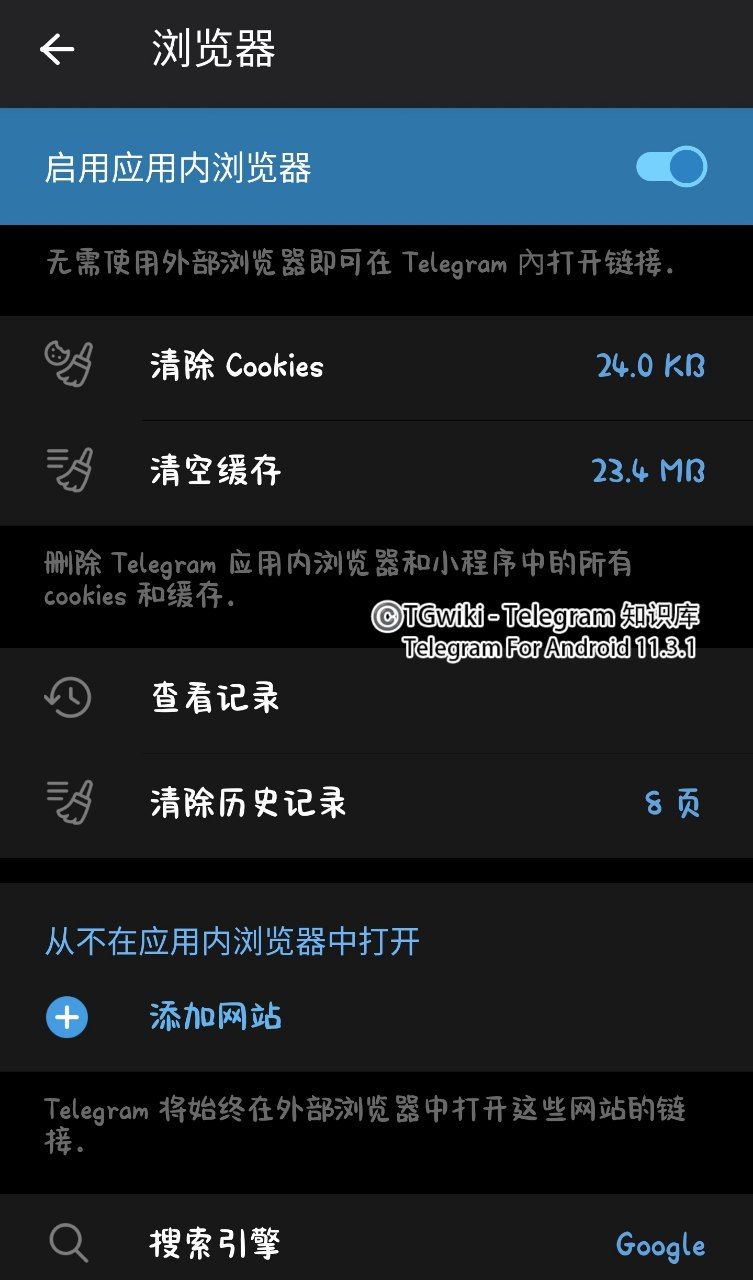 浏览器
启用应用内浏览器
无需使用外部浏览器即可在 Telegram 內打开链接.
清除 Cookies
24.0 KB
清空缓存
23.4 MB
删除 Telegram 应用内浏览器和小程序中的所有
cookies 和缓存.
©TGwiki - Telegram 知识库
Telegram For Android 11.3.1
查看记录
清除历史记录
8 页
从不在应用内浏览器中打开
添加网站
Telegram 将始终在外部浏览器中打开这些网站的链
接.
搜索引擎
Google